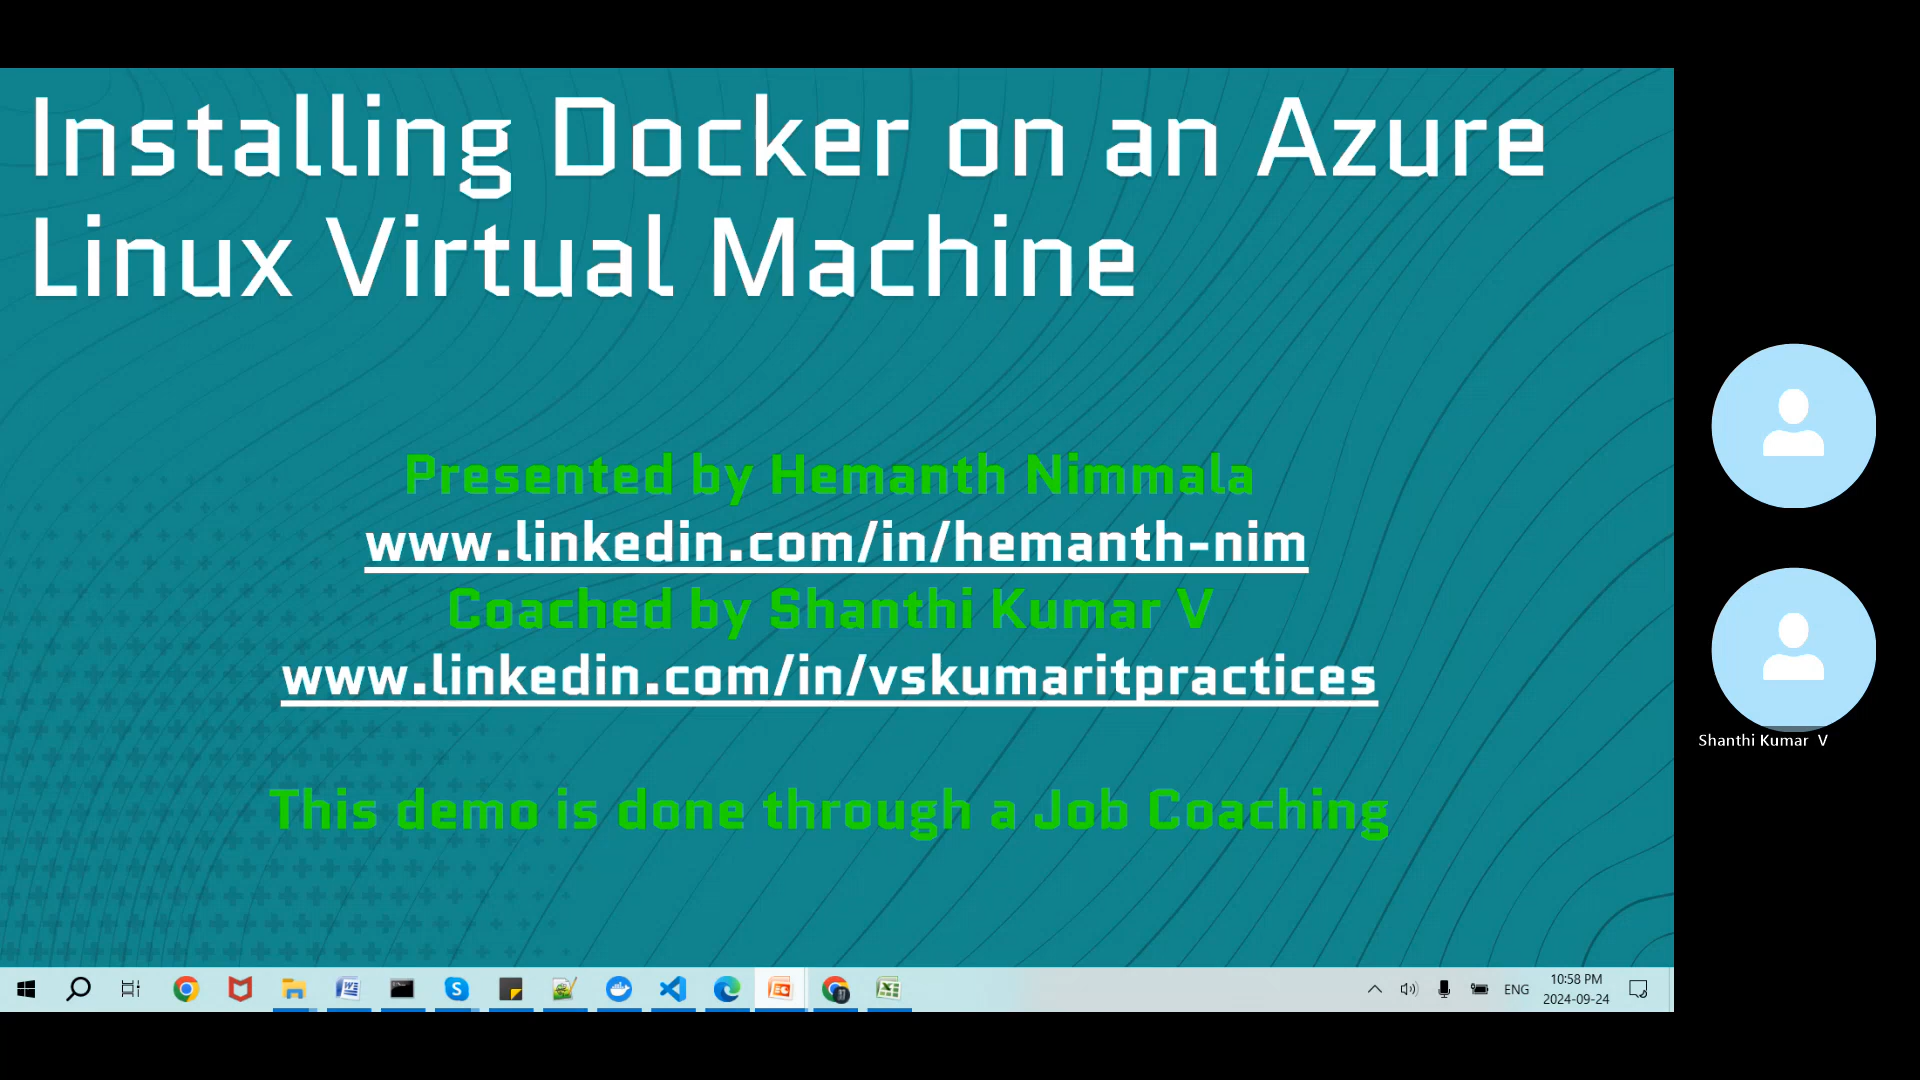 Installing Docker on an Azure
Linux Virtual Machine
Presented by Hemanth Nimmala
www.linkedin.com/in/hemanth-nim
Coached by Shanthi Kumar V
www.linkedin.com/in/vskumaritpractices
This demo is done through a Job Coaching
Shanthi Kumar V
ENG
10:58 PM
2024-09-24